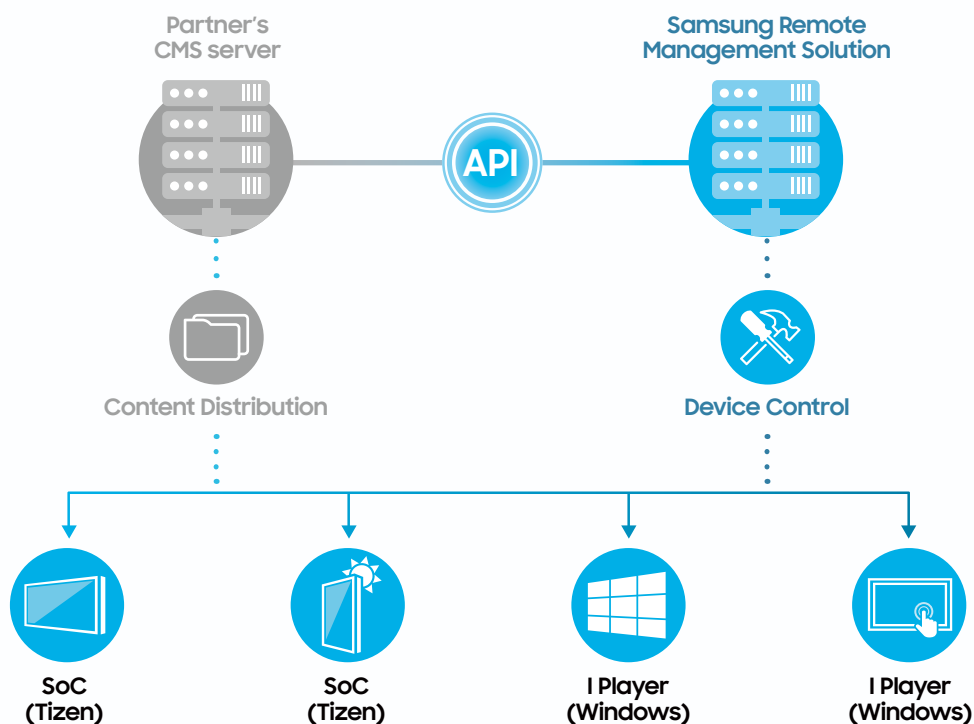 Partner's
CMS server
Samsung Remote
Management Solution
API
Content Distribution
Device Control
SoC
(Tizen)
SoC
(Tizen)
I Player
(Windows)
I Player
(Windows)